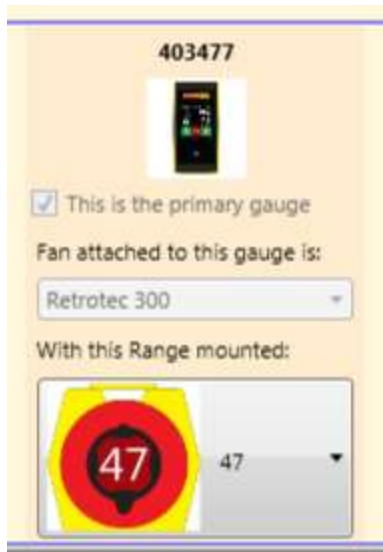 403477
This is the primary gauge
Fan attached to this gauge is:
Retrotec 300
With this Range mounted:
47 47